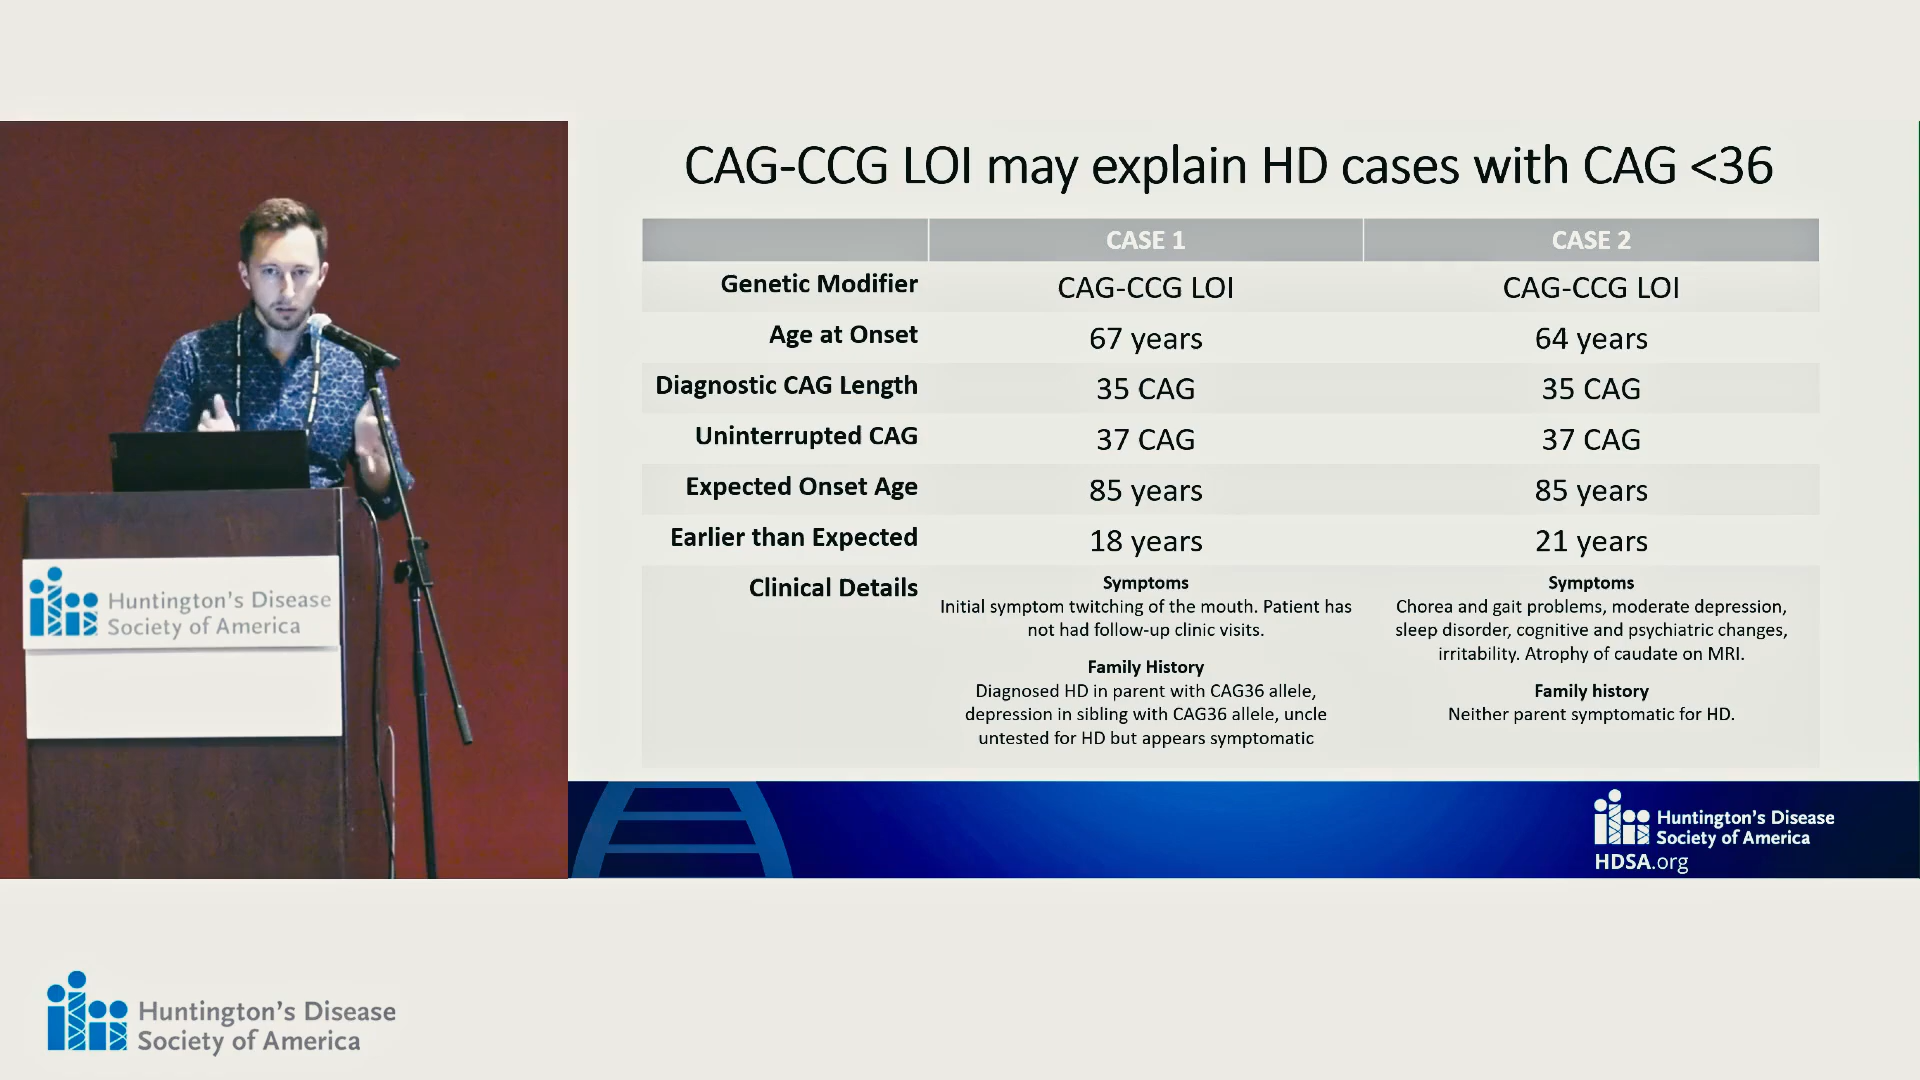 CAG-CCG LOI may explain HD cases with CAG <36
CASE 1 CASE 2
Genetic Modifier CAG-CCG LOI CAG-CCG LOI
Age at Onset 67 years 64 years
Diagnostic CAG Length 35 CAG 35 CAG
Uninterrupted CAG 37 CAG 37 CAG
Expected Onset Age 85 years 85 years
Earlier than Expected 18 years 21 years
Clinical Details
Symptoms
Initial symptom twitching of the mouth. Patient has
not had follow-up clinic visits.
Family History
Diagnosed HD in parent with CAG36 allele,
depression in sibling with CAG36 allele, uncle
untested for HD but appears symptomatic
Symptoms
Chorea and gait problems, moderate depression,
sleep disorder, cognitive and psychiatric changes,
irritability. Atrophy of caudate on MRI.
Family history
Neither parent symptomatic for HD.
Huntington's Disease
Society of America
HDSA.org
Huntington's Disease
Society of America
Huntington's Disease
Society of America